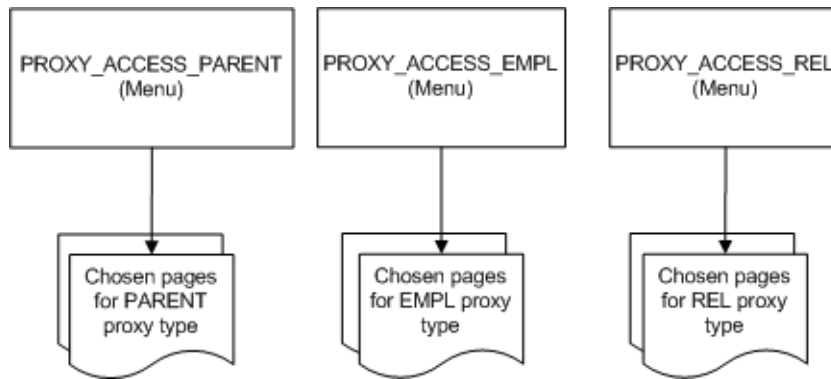 PROXY_ACCESS_PARENT
(Menu)
PROXY_ACCESS_EMPL
(Menu)
PROXY_ACCESS_REL
(Menu)
Chosen pages
for PARENT
proxy type
Chosen pages
for EMPL proxy
type
Chosen pages
for REL proxy
type